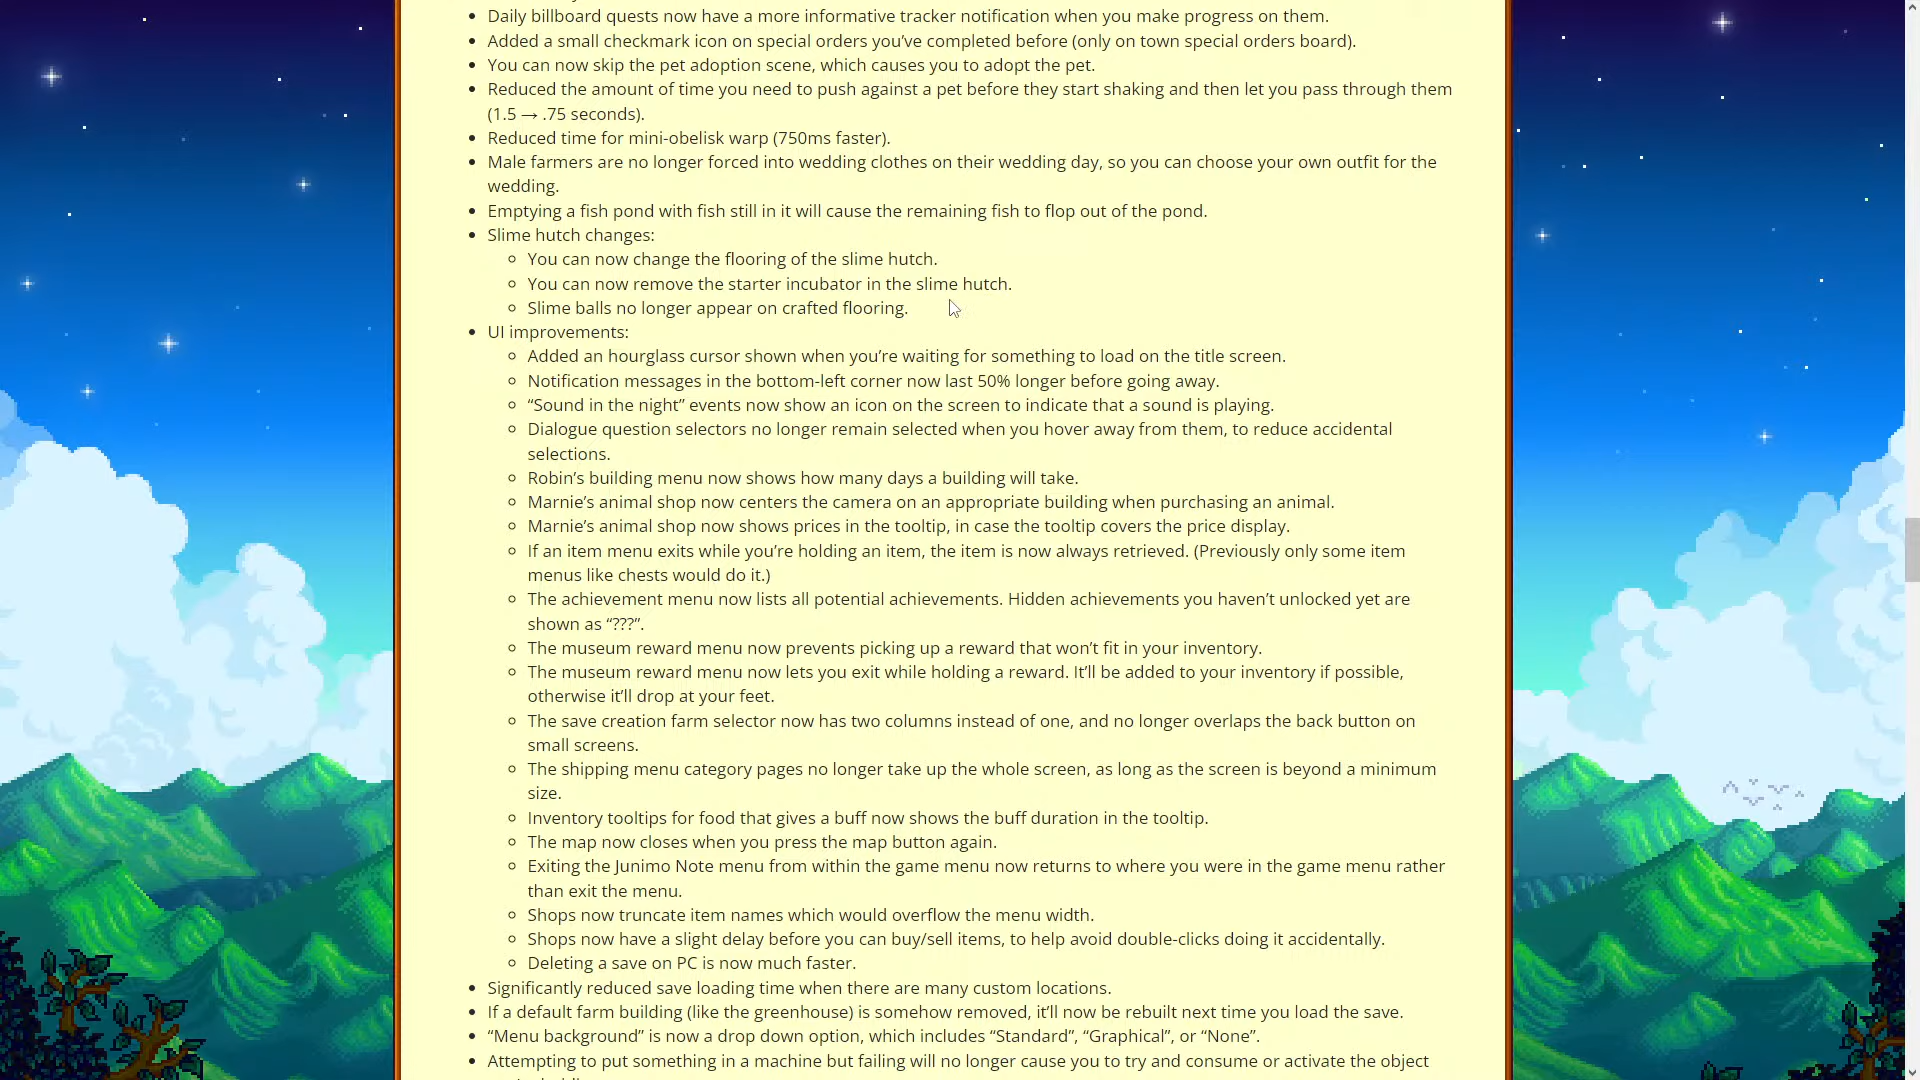 Daily billboard quests now have a more informative tracker notification when you make progress on them.
Added a small checkmark icon on special orders you’ve completed before (only on town special orders board).
You can now skip the pet adoption scene, which causes you to adopt the pet.
Reduced the amount of time you need to push against a pet before they start shaking and then let you pass through them
(1.5 → .75 seconds).
Reduced time for mini-obelisk warp (750ms faster).
Male farmers are no longer forced into wedding clothes on their wedding day, so you can choose your own outfit for the
wedding.
Emptying a fish pond with fish still in it will cause the remaining fish to flop out of the pond.
Slime hutch changes:
You can now change the flooring of the slime hutch.
You can now remove the starter incubator in the slime hutch.
Slime balls no longer appear on crafted flooring.
UI improvements:
Added an hourglass cursor shown when you’re waiting for something to load on the title screen.
Notification messages in the bottom-left corner now last 50% longer before going away.
“Sound in the night” events now show an icon on the screen to indicate that a sound is playing.
Dialogue question selectors no longer remain selected when you hover away from them, to reduce accidental
selections.
Robin’s building menu now shows how many days a building will take.
Marnie’s animal shop now centers the camera on an appropriate building when purchasing an animal.
Marnie’s animal shop now shows prices in the tooltip, in case the tooltip covers the price display.
If an item menu exits while you’re holding an item, the item is now always retrieved. (Previously only some item
menus like chests would do it.)
The achievement menu now lists all potential achievements. Hidden achievements you haven’t unlocked yet are
shown as “???”.
The museum reward menu now prevents picking up a reward that won’t fit in your inventory.
The museum reward menu now lets you exit while holding a reward. It’ll be added to your inventory if possible,
otherwise it’ll drop at your feet.
The save creation farm selector now has two columns instead of one, and no longer overlaps the back button on
small screens.
The shipping menu category pages no longer take up the whole screen, as long as the screen is beyond a minimum
size.
Inventory tooltips for food that gives a buff now shows the buff duration in the tooltip.
The map now closes when you press the map button again.
Exiting the Junimo Note menu from within the game menu now returns to where you were in the game menu rather
than exit the menu.
Shops now truncate item names which would overflow the menu width.
Shops now have a slight delay before you can buy/sell items, to help avoid double-clicks doing it accidentally.
Deleting a save on PC is now much faster.
Significantly reduced save loading time when there are many custom locations.
If a default farm building (like the greenhouse) is somehow removed, it’ll now be rebuilt next time you load the save.
“Menu background” is now a drop down option, which includes “Standard”, “Graphical”, or “None”.
Attempting to put something in a machine but failing will no longer cause you to try and consume or activate the object